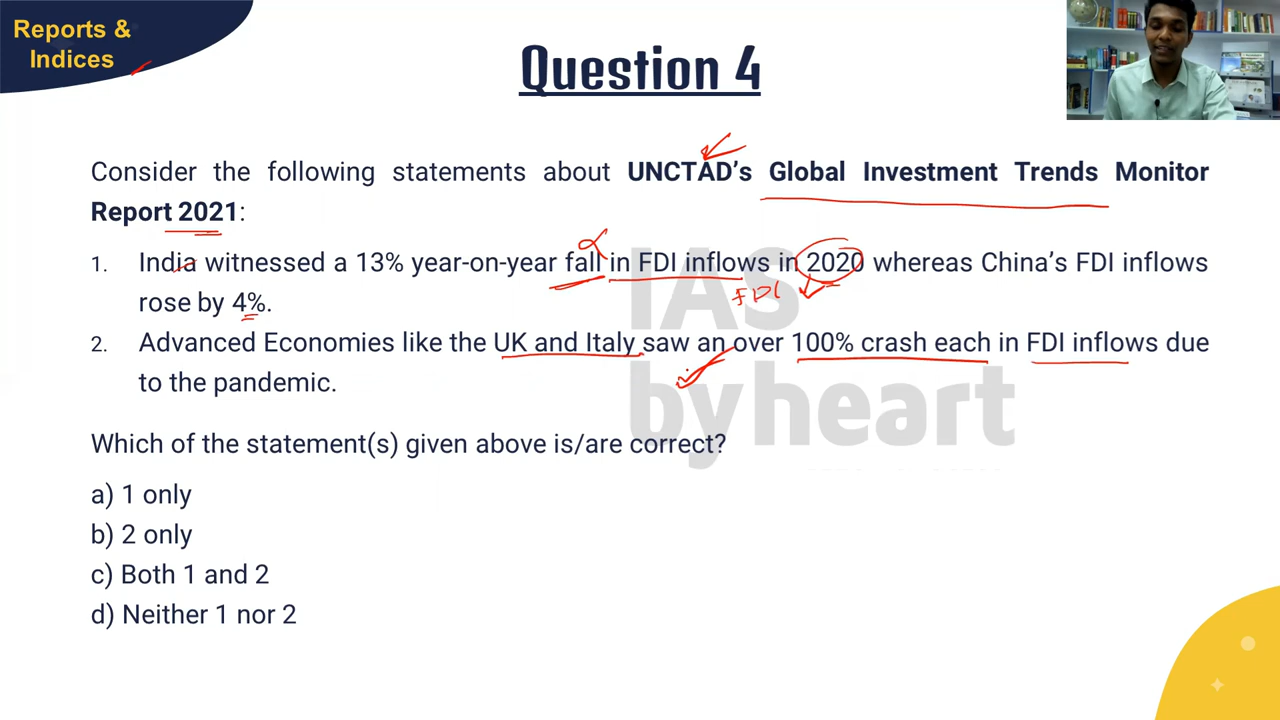 Reports &
Indices
Question 4
Consider the following statements about UNCTAD's Global Investment Trends Monitor
Report 2021:
1. India witnessed a 13% year-on-year fall in FDI inflows in 2020 whereas China's FDI inflows
rose by 4%.
FDI
2. Advanced Economies like the UK and Italy saw an over 100% crash each in FDI inflows due
to the pandemic.
IAS
by heart
Which of the statement(s) given above is/are correct?
a) 1 only
b) 2 only
c) Both 1 and 2
d) Neither 1 nor 2